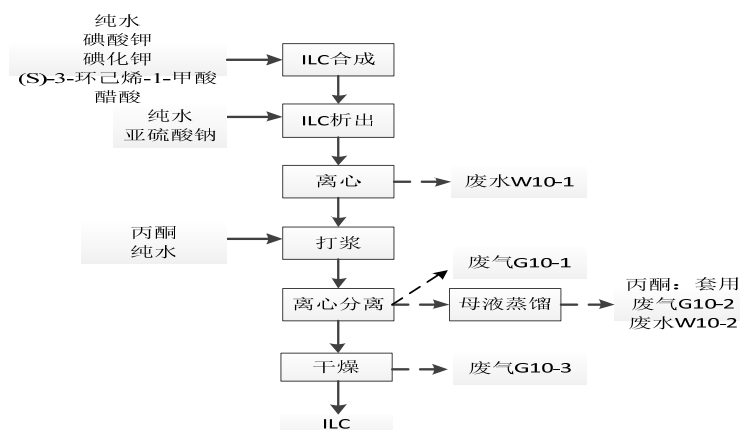 纯水
碘酸钾
碘化钾
(S)-3-环己烯-1-甲酸
醋酸
ILC合成
纯水
亚硫酸钠
ILC析出
离心
废水W10-1
丙酮
纯水
打浆
废气G10-1
离心分离
母液蒸馏
丙酮：套用
废气G10-2
废水W10-2
干燥
废气G10-3
ILC